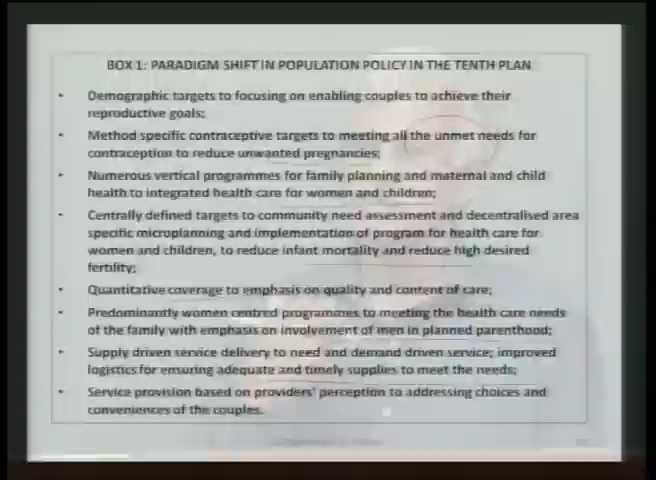 BOX 1: PARADIGM SHIFT IN POPULATION POLICY IN THE TENTH PLAN
• Demographic targets to focusing on enabling couples to achieve their
reproductive goals;
• Method specific contraceptive targets to meeting all the unmet needs for
contraception to reduce unwanted pregnancies;
• Numerous vertical programmes for family planning and maternal and child
health to integrated health care for women and children;
• Centrally defined targets to community need assessment and decentralised area
specific microplanning and implementation of program for health care for
women and children, to reduce infant mortality and reduce high desired
fertility;
• Quantitative coverage to emphasis on quality and content of care;
• Predominantly women centred programmes to meeting the health care needs
of the family with emphasis on involvement of men in planned parenthood;
• Supply driven service delivery to need and demand driven service; improved
logistics for ensuring adequate and timely supplies to meet the needs;
• Service provision based on providers' perception to addressing choices and
conveniences of the couples.